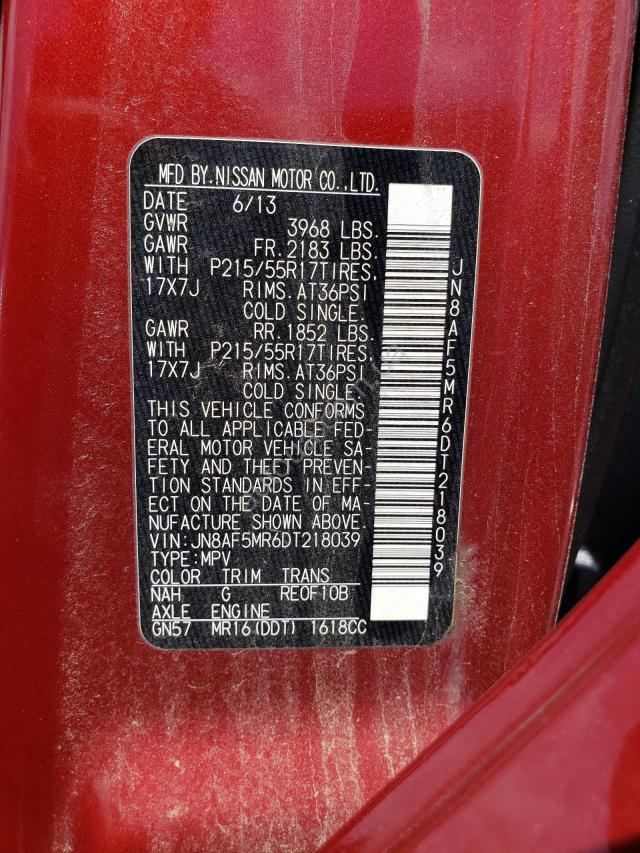 MFD BY.NISSAN MOTOR CO.,LTD.
DATE 6/13
GVWR 3968 LBS.
GAWR FR.2183 LBS.
WITH P215/55R17TIRES,
17X7J RIMS.AT36PSI
COLD SINGLE.
GAWR RR.1852 LBS.
WITH P215/55R17TIRES,
17X7J RIMS.AT36PSI
COLD SINGLE.
THIS VEHICLE CONFORMS
TO ALL APPLICABLE FED-
ERAL MOTOR VEHICLE SA-
FETY AND THEFT PREVEN-
TION STANDARDS IN EFF-
ECT ON THE DATE OF MA-
NUFACTURE SHOWN ABOVE.
VIN:JN8AF5MR6DT218039
TYPE:MPV
COLOR TRIM TRANS
NAH G RE0F10B
AXLE ENGINE
GN57 MR16(DDT) 1618CC
JN8AF5MR6DT218039